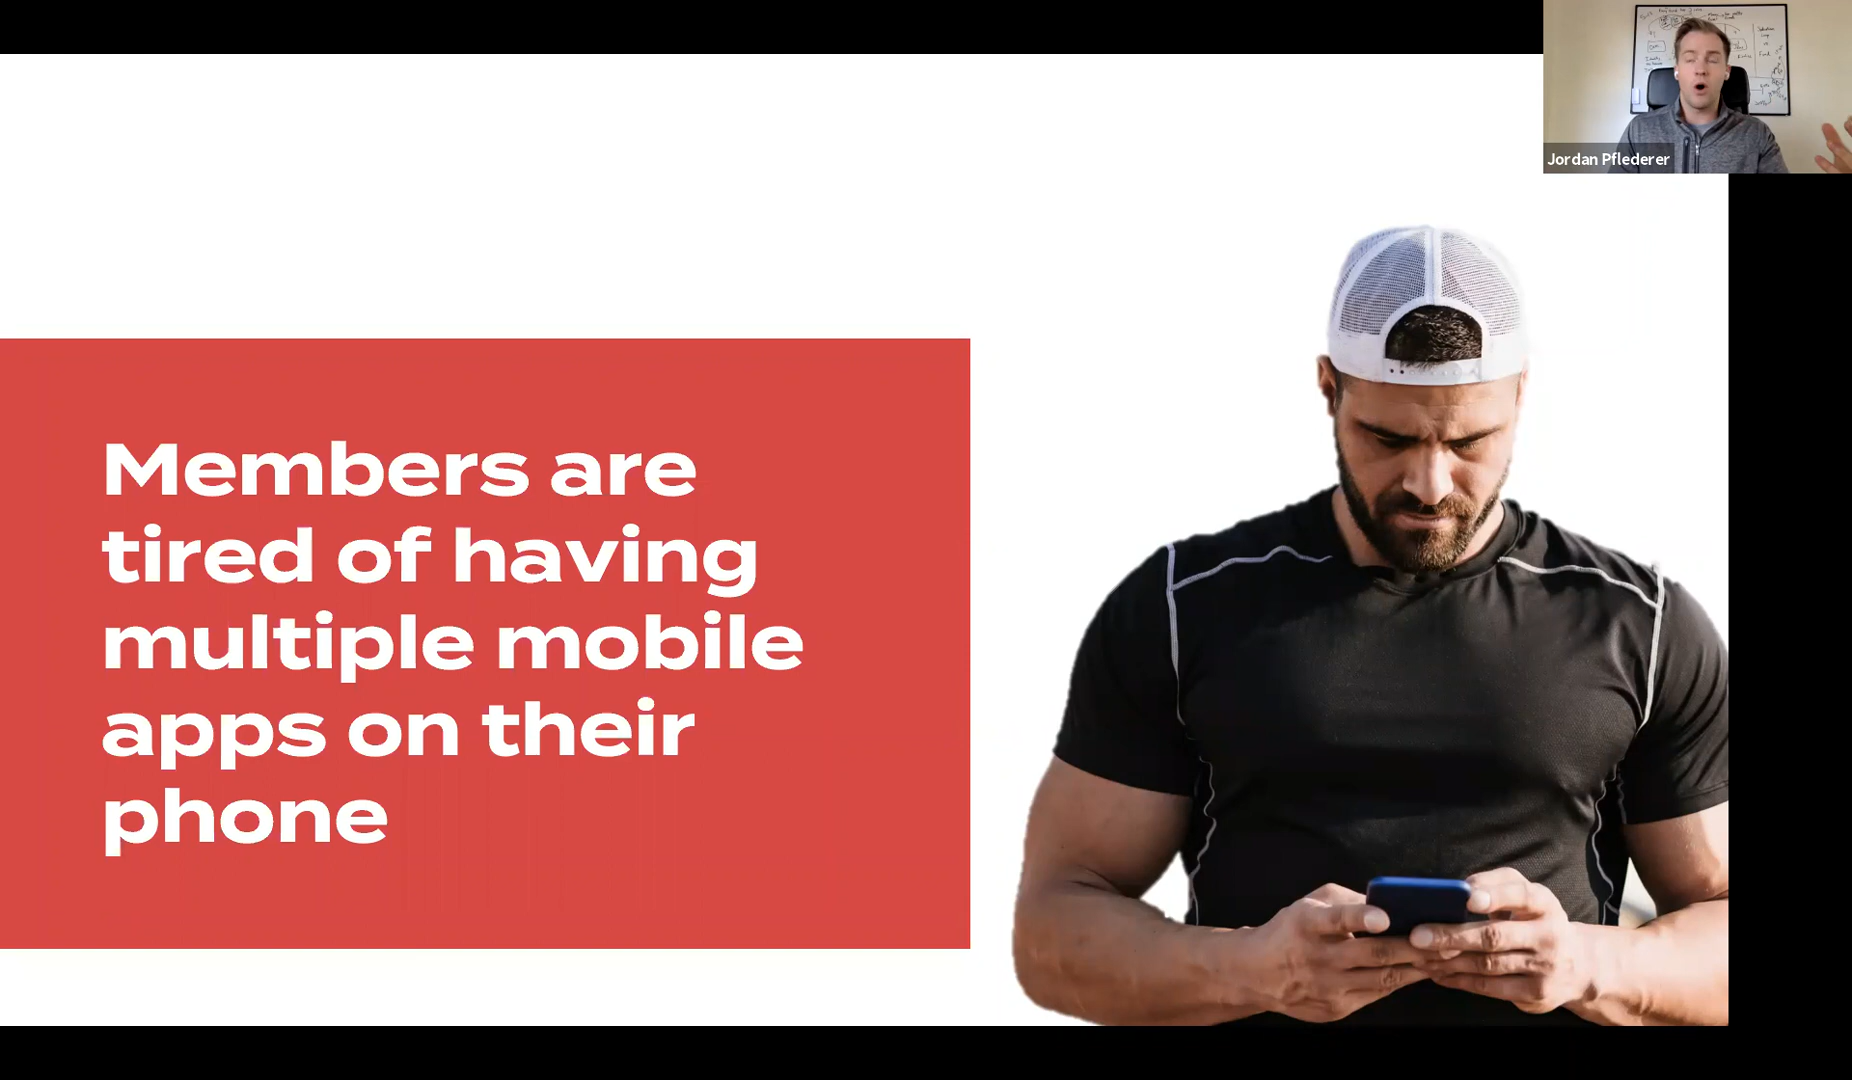 Jordan Pflederer
Members are
tired of having
multiple mobile
apps on their
phone